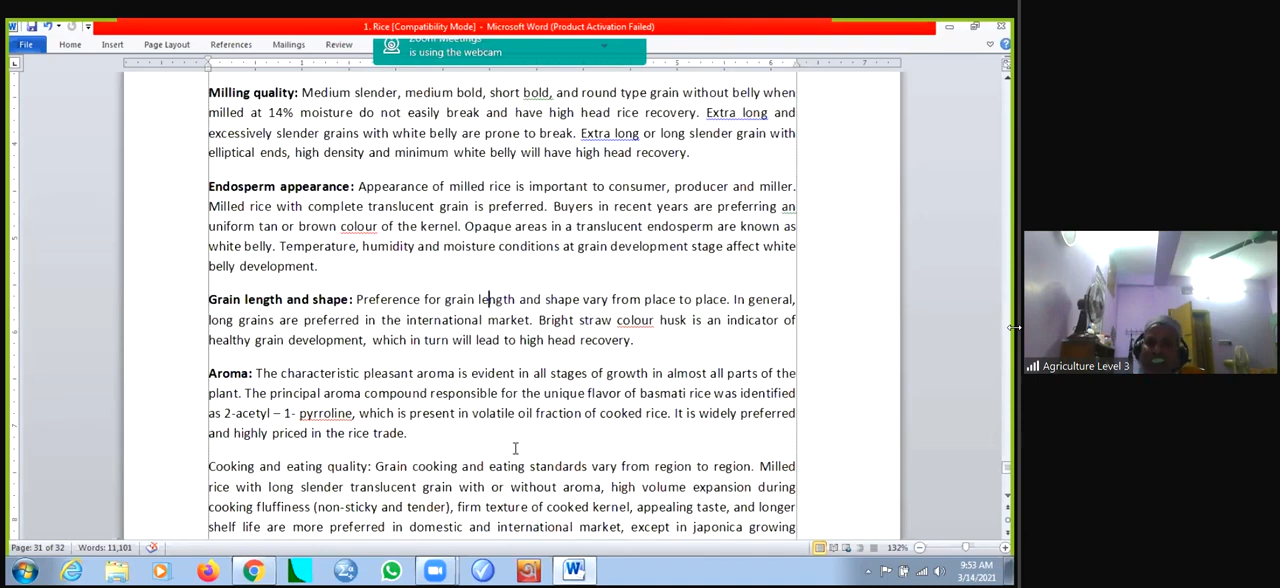 1. Rice [Compatibility Mode] - Microsoft Word (Product Activation Failed)
File Home Insert Page Layout References Mailings Review
Zoom Meetings
is using the webcam
1 5 6 7
Milling quality: Medium slender, medium bold, short bold, and round type grain without belly when
milled at 14% moisture do not easily break and have high head rice recovery. Extra long and
excessively slender grains with white belly are prone to break. Extra long or long slender grain with
elliptical ends, high density and minimum white belly will have high head recovery.
Endosperm appearance: Appearance of milled rice is important to consumer, producer and miller.
Milled rice with complete translucent grain is preferred. Buyers in recent years are preferring an
uniform tan or brown colour of the kernel. Opaque areas in a translucent endosperm are known as
white belly. Temperature, humidity and moisture conditions at grain development stage affect white
belly development.
Grain length and shape: Preference for grain length and shape vary from place to place. In general,
long grains are preferred in the international market. Bright straw colour husk is an indicator of
healthy grain development, which in turn will lead to high head recovery.
Aroma: The characteristic pleasant aroma is evident in all stages of growth in almost all parts of the
plant. The principal aroma compound responsible for the unique flavor of basmati rice was identified
as 2-acetyl – 1- pyrroline, which is present in volatile oil fraction of cooked rice. It is widely preferred
and highly priced in the rice trade.
Cooking and eating quality: Grain cooking and eating standards vary from region to region. Milled
rice with long slender translucent grain with or without aroma, high volume expansion during
cooking fluffiness (non-sticky and tender), firm texture of cooked kernel, appealing taste, and longer
shelf life are more preferred in domestic and international market, except in japonica growing
Agriculture Level 3
Page: 31 of 32 Words: 11,101 132%
9:53 AM
3/14/2021